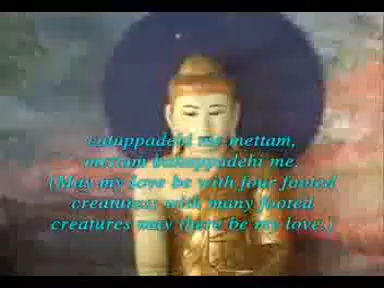 catuppadehi me mettam,
mettam bahuppadehi me.
(May my love be with four footed
creatures; with many footed
creatures may there be my love.)